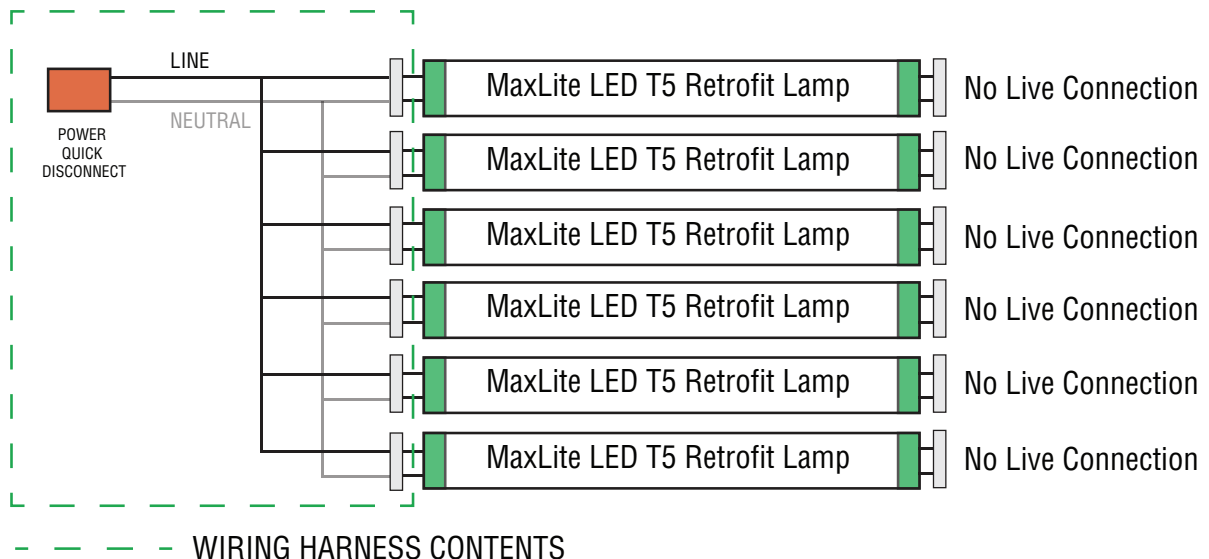 LINE
NEUTRAL
POWER
QUICK
DISCONNECT
MaxLite LED T5 Retrofit Lamp No Live Connection
MaxLite LED T5 Retrofit Lamp No Live Connection
MaxLite LED T5 Retrofit Lamp No Live Connection
MaxLite LED T5 Retrofit Lamp No Live Connection
MaxLite LED T5 Retrofit Lamp No Live Connection
MaxLite LED T5 Retrofit Lamp No Live Connection
WIRING HARNESS CONTENTS